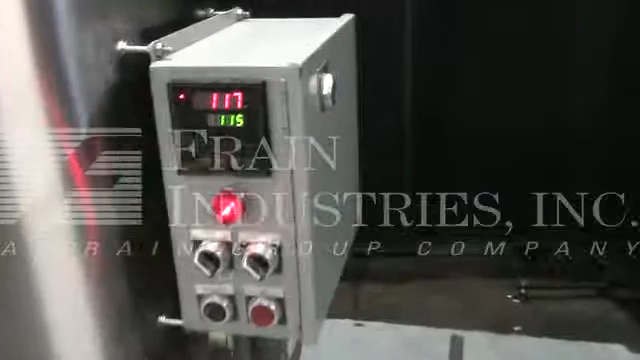 117
115
FRAIN
INDUSTRIES, INC.
A FRAIN GROUP COMPANY